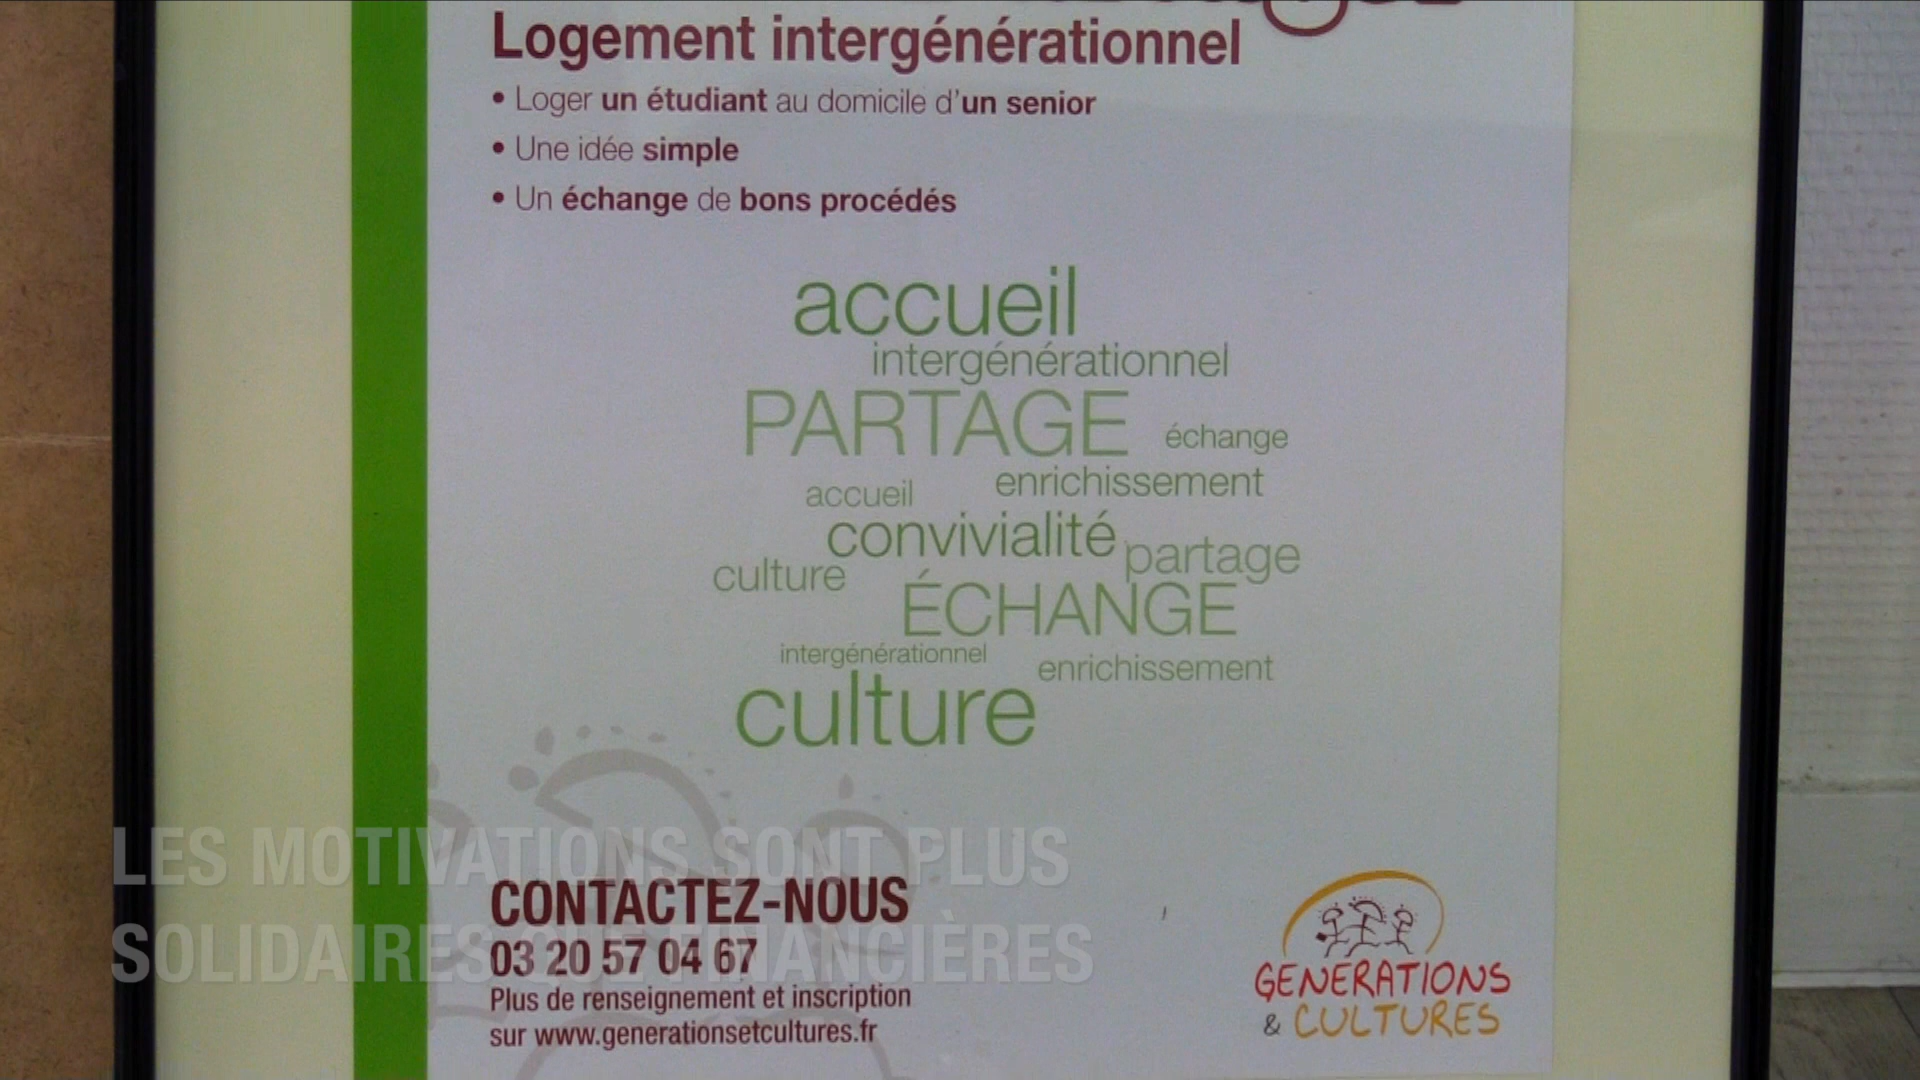 Logement intergénérationnel
• Loger un étudiant au domicile d'un senior
• Une idée simple
• Un échange de bons procédés
accueil
intergénérationnel
PARTAGE échange
accueil enrichissement
convivialité partage
culture ÉCHANGE
intergénérationnel enrichissement
culture
LES MOTIVATIONS SONT PLUS
SOLIDAIRES QUE FINANCIÈRES
CONTACTEZ-NOUS
03 20 57 04 67
Plus de renseignement et inscription
sur www.generationsetcultures.fr
GENERATIONS
& CULTURES